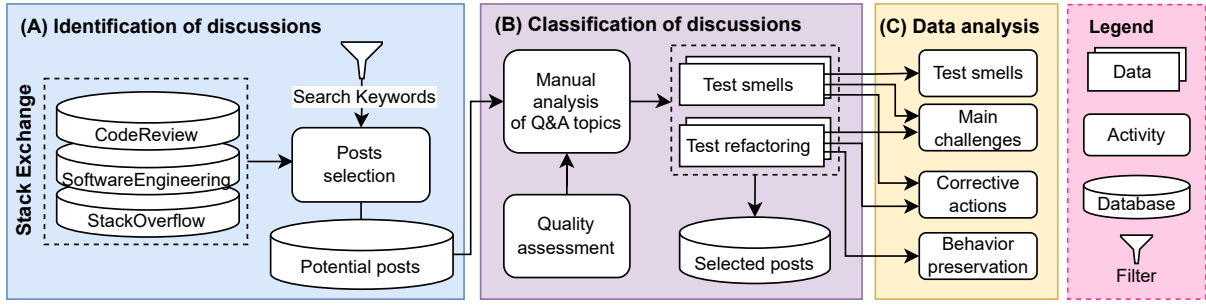 (A) Identification of discussions
Stack Exchange
CodeReview
SoftwareEngineering
StackOverflow
Search Keywords
Posts
selection
Potential posts
(B) Classification of discussions
Manual
analysis
of Q&A topics
Quality
assessment
Test smells
Test refactoring
Selected posts
(C) Data analysis
Test smells
Main
challenges
Corrective
actions
Behavior
preservation
Legend
Data
Activity
Database
Filter